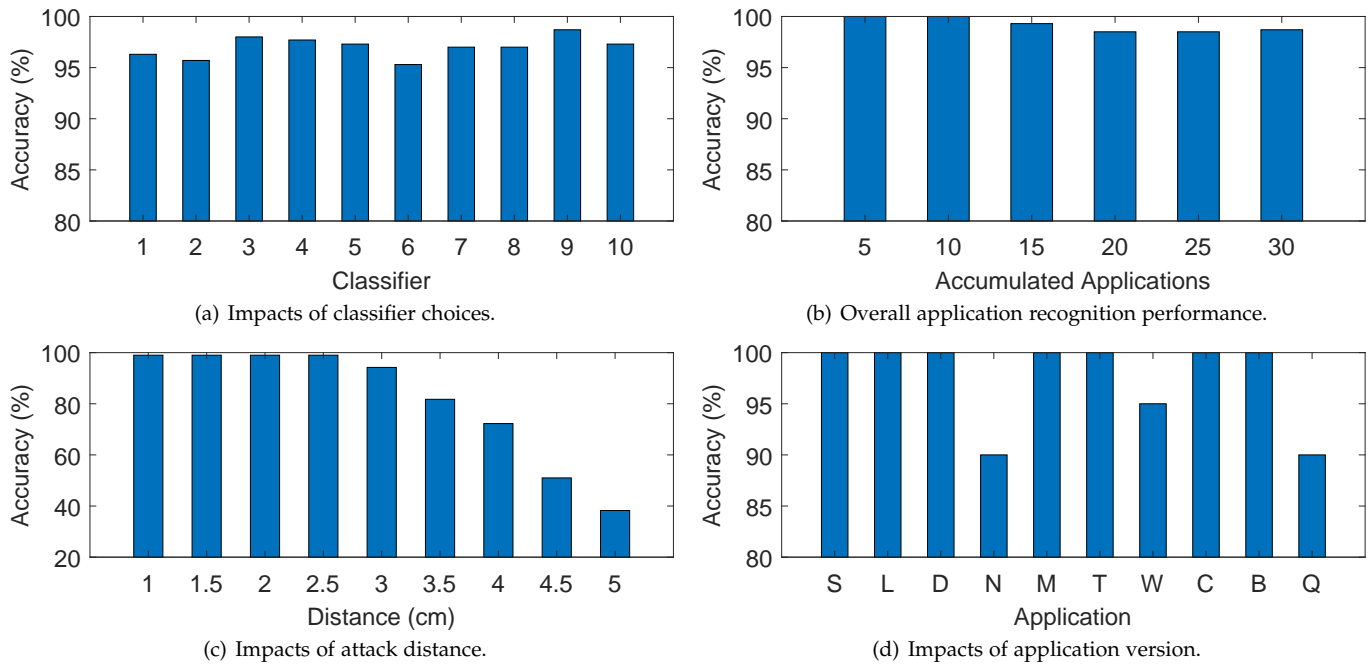 100
95
90
85
80
Accuracy (%)
1 2 3 4 5 6 7 8 9 10
Classifier
(a) Impacts of classifier choices.
100
95
90
85
80
Accuracy (%)
5 10 15 20 25 30
Accumulated Applications
(b) Overall application recognition performance.
100
80
60
40
20
Accuracy (%)
1 1.5 2 2.5 3 3.5 4 4.5 5
Distance (cm)
(c) Impacts of attack distance.
100
95
90
85
80
Accuracy (%)
S L D N M T W C B Q
Application
(d) Impacts of application version.